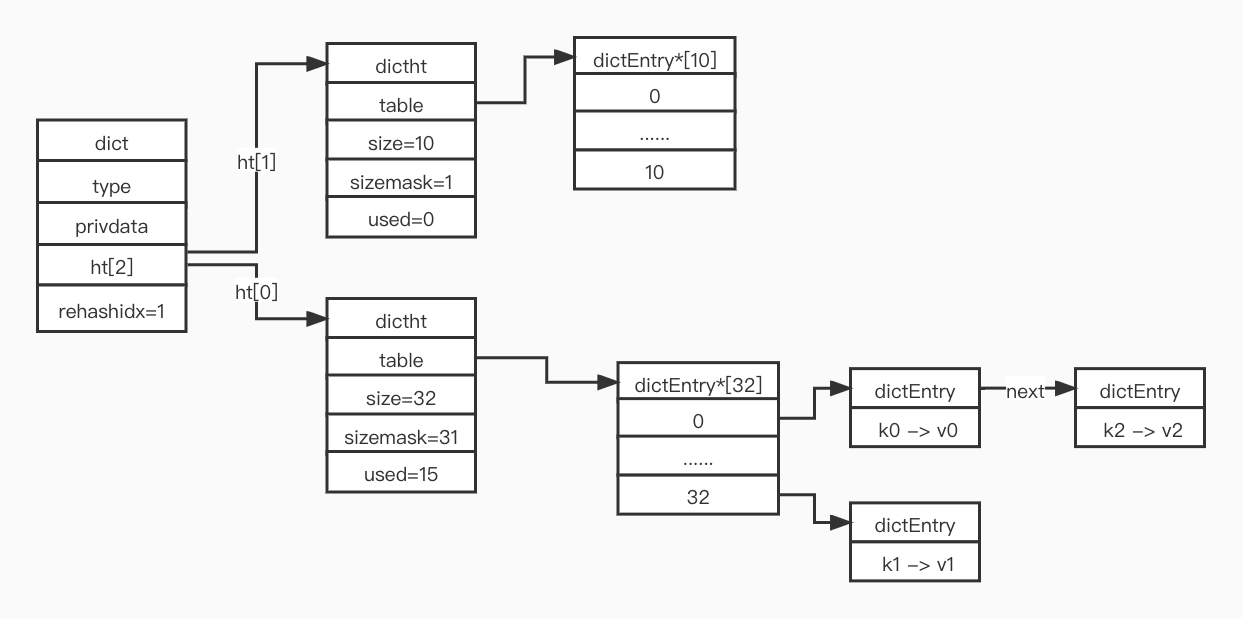 dict
type
privdata
ht[2]
rehashidx=1
ht[1]
dictht
table
size=10
sizemask=1
used=0
dictEntry*[10]
0
......
10
ht[0]
dictht
table
size=32
sizemask=31
used=15
dictEntry*[32]
0
......
32
dictEntry
k0 –> v0
next
dictEntry
k2 –> v2
dictEntry
k1 –> v1